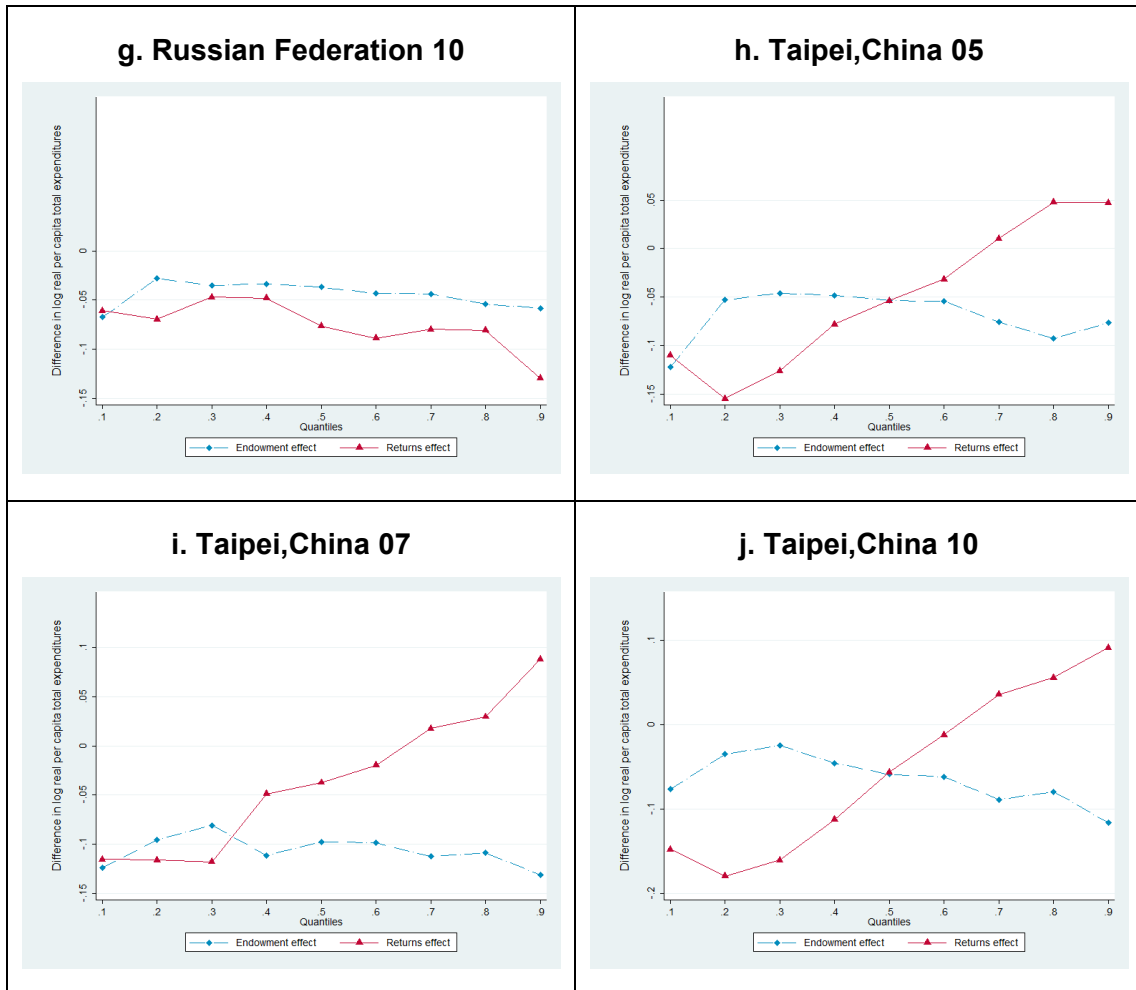 g. Russian Federation 10
Difference in log real per capita total expenditures
0
-.05
-.1
-.15
.1 .2 .3 .4 .5 .6 .7 .8 .9
Quantiles
Endowment effect Returns effect
h. Taipei,China 05
Difference in log real per capita total expenditures
.05
0
-.05
-.1
-.15
.1 .2 .3 .4 .5 .6 .7 .8 .9
Quantiles
Endowment effect Returns effect
i. Taipei,China 07
Difference in log real per capita total expenditures
.1
.05
0
-.05
-.1
-.15
.1 .2 .3 .4 .5 .6 .7 .8 .9
Quantiles
Endowment effect Returns effect
j. Taipei,China 10
Difference in log real per capita total expenditures
.1
0
-.1
-.2
.1 .2 .3 .4 .5 .6 .7 .8 .9
Quantiles
Endowment effect Returns effect